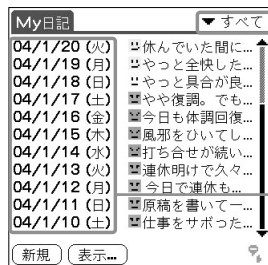 My日記 ▼ すべて
04/1/20 (火) 休んでいた間に...
04/1/19 (月) やっと全快した...
04/1/18 (日) やっと具合が良...
04/1/17 (土) やや復調。でも...
04/1/16 (金) 今日も体調回復...
04/1/15 (木) 風邪をひいてし...
04/1/14 (水) 打ち合せが続い...
04/1/13 (火) 連休明けで久々...
04/1/12 (月) 今日で連休も...
04/1/11 (日) 原稿を書いて一...
04/1/10 (土) 仕事をサボった...
新規 表示...